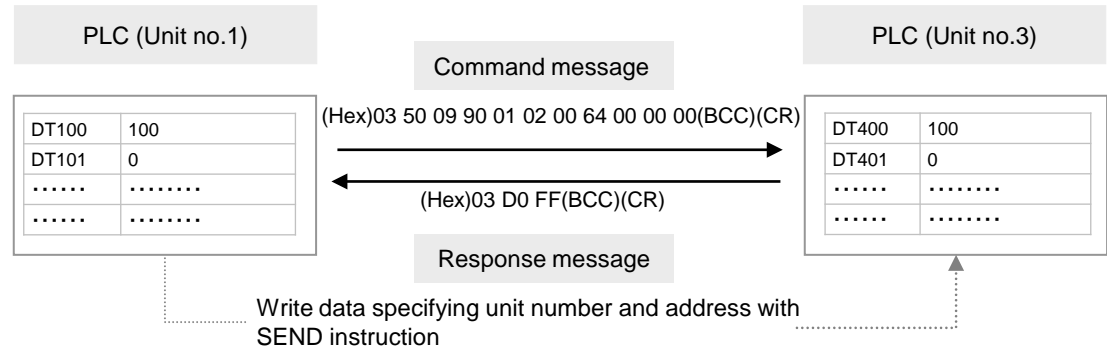 PLC (Unit no.1)
PLC (Unit no.3)
Command message
(Hex)03 50 09 90 01 02 00 64 00 00 00(BCC)(CR)
DT100 100
DT101 0
······ ········
······ ········
DT400 100
DT401 0
······ ········
······ ········
(Hex)03 D0 FF(BCC)(CR)
Response message
Write data specifying unit number and address with
SEND instruction